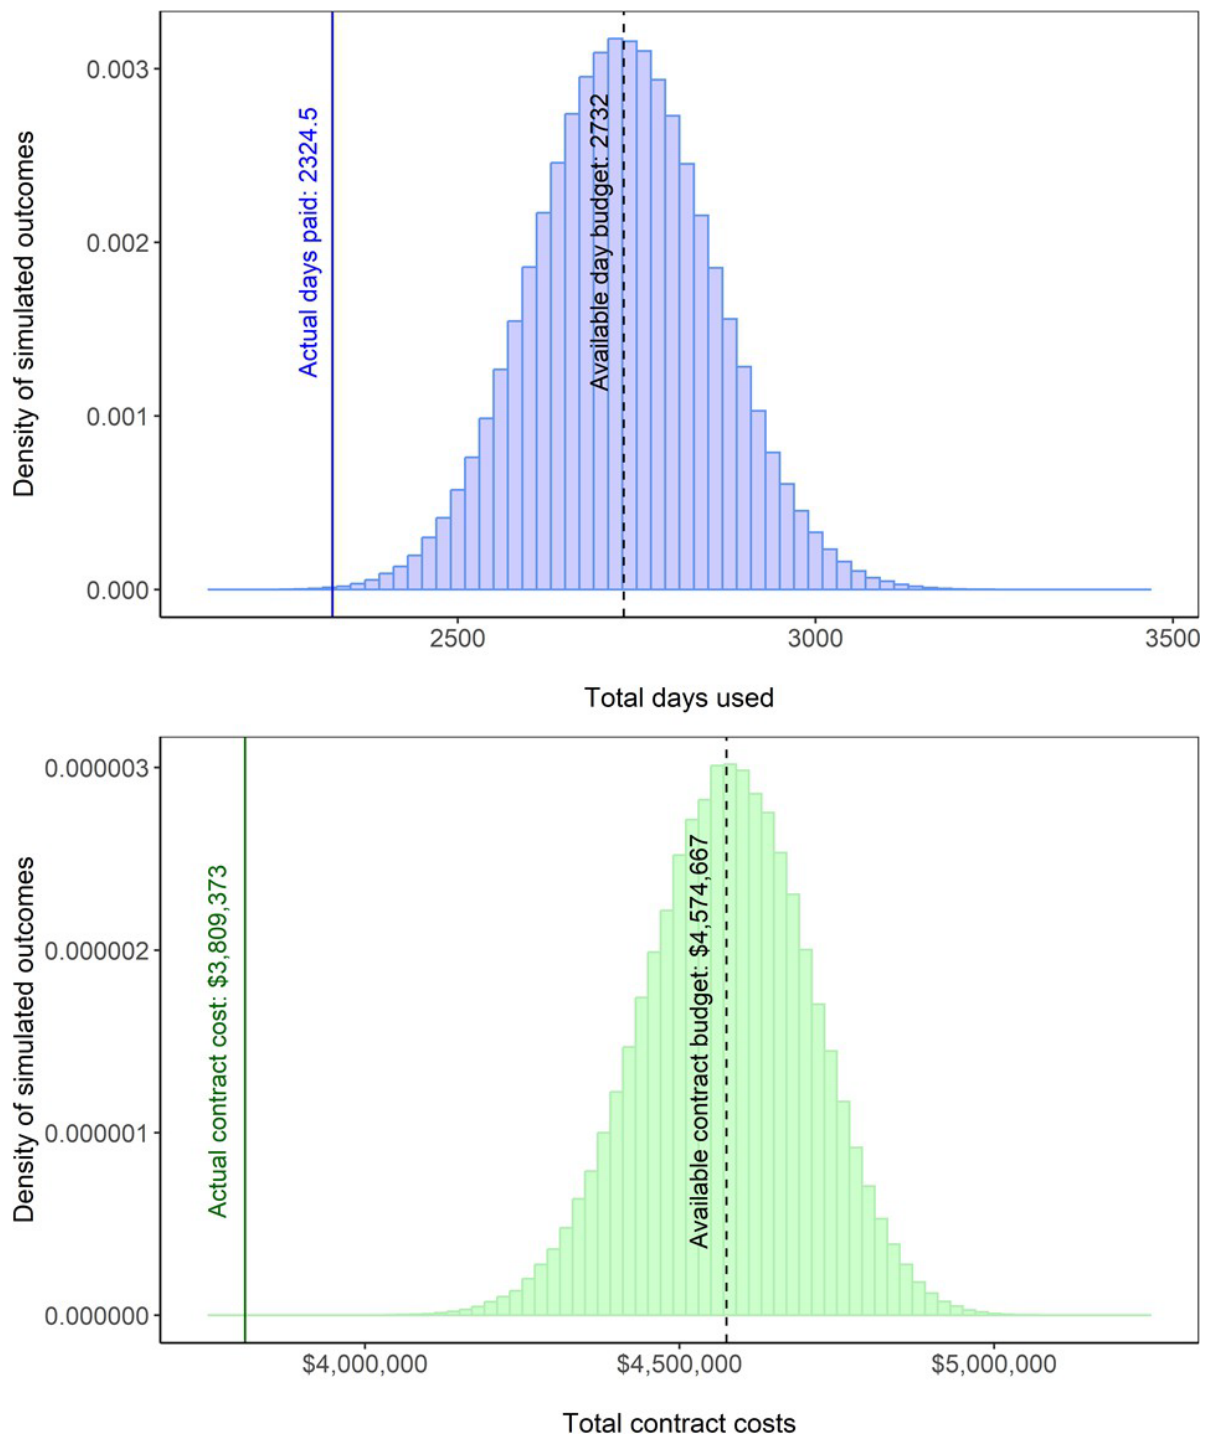 Density of simulated outcomes
0.003
0.002
0.001
0.000
Actual days paid: 2324.5
Available day budget: 2732
2500
3000
3500
Total days used
Density of simulated outcomes
0.000003
0.000002
0.000001
0.000000
Actual contract cost: $3,809,373
Available contract budget: $4,574,667
$4,000,000
$4,500,000
$5,000,000
Total contract costs